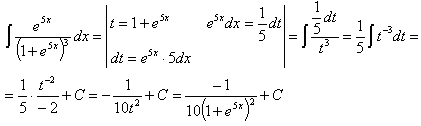 ∫ e^{5x}/(1+e^{5x})^3 dx = | t = 1+e^{5x}   e^{5x}dx = 1/5 dt ; dt = e^{5x}·5dx | = ∫ (1/5 dt)/t^3 = 1/5 ∫ t^{-3}dt =
= 1/5 · t^{-2}/-2 + C = -1/(10t^2) + C = -1/(10(1+e^{5x})^2) + C